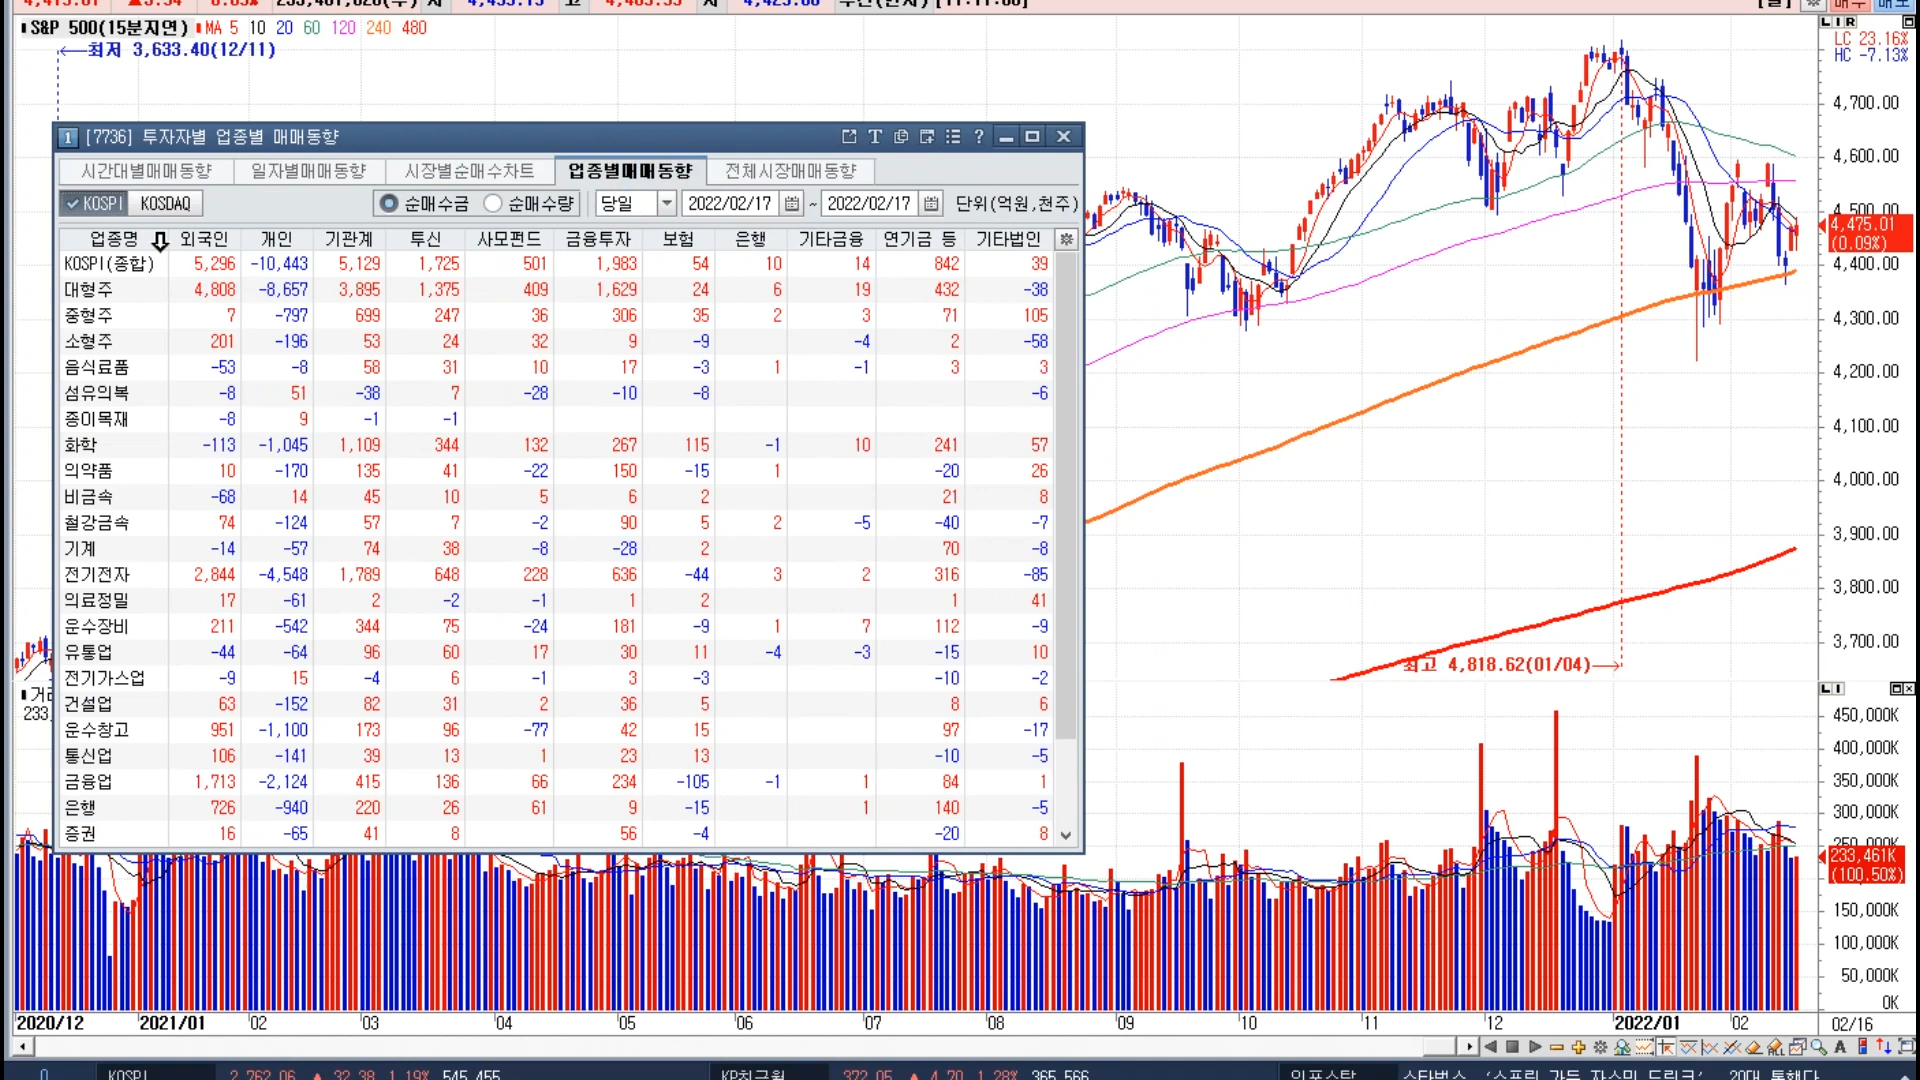 S&P 500(15분지연) MA 5 10 20 60 120 240 480
최저 3,633.40(12/11)
LIR
LC 23.16%
HC -7.13%
1 [7736] 투자자별 업종별 매매동향
시간대별매매동향 일자별매매동향 시장별순매수차트 업종별매매동향 전체시장매매동향
KOSPI KOSDAQ 순매수금 순매수량 당일 2022/02/17 ~ 2022/02/17 단위(억원,천주)
업종명 외국인 개인 기관계 투신 사모펀드 금융투자 보험 은행 기타금융 연기금 등 기타법인
KOSPI(종합) 5,296 -10,443 5,129 1,725 501 1,983 54 10 14 842 39
대형주 4,808 -8,657 3,895 1,375 409 1,629 24 6 19 432 -38
중형주 7 -797 699 247 36 306 35 2 3 71 105
소형주 201 -196 53 24 32 9 -9 -4 2 -58
음식료품 -53 -8 58 31 10 17 -3 1 -1 3 3
섬유의복 -8 51 -38 7 -28 -10 -8 -6
종이목재 -8 9 -1 -1
화학 -113 -1,045 1,109 344 132 267 115 -1 10 241 57
의약품 10 -170 135 41 -22 150 -15 1 -20 26
비금속 -68 14 45 10 5 6 2 21 8
철강금속 74 -124 57 7 -2 90 5 2 -5 -40 -7
기계 -14 -57 74 38 -8 -28 2 70 -8
전기전자 2,844 -4,548 1,789 648 228 636 -44 3 2 316 -85
의료정밀 17 -61 2 -2 -1 1 2 1 41
운수장비 211 -542 344 75 -24 181 -9 1 7 112 -9
유통업 -44 -64 96 60 17 30 11 -4 -3 -15 10
전기가스업 -9 15 -4 6 -1 3 -3 -10 -2
건설업 63 -152 82 31 2 36 5 8 6
운수창고 951 -1,100 173 96 -77 42 15 97 -17
통신업 106 -141 39 13 1 23 13 -10 -5
금융업 1,713 -2,124 415 136 66 234 -105 -1 1 84 1
은행 726 -940 220 26 61 9 -15 1 140 -5
증권 16 -65 41 8 56 -4 -20 8
4,700.00
4,600.00
4,500.00
4,475.01
(0.09%)
4,400.00
4,300.00
4,200.00
4,100.00
4,000.00
3,900.00
3,800.00
3,700.00
최고 4,818.62(01/04)
LI
450,000K
400,000K
350,000K
300,000K
250,000K
233,461K
(100.50%)
150,000K
100,000K
50,000K
0K
2020/12 2021/01 02 03 04 05 06 07 08 09 10 11 12 2022/01 02 02/16
KOSPI 2,762.06 ▲ 32.38 1.19% 545,455 372.05 ▲ 4.70 1.28% 365,566 인포스탁